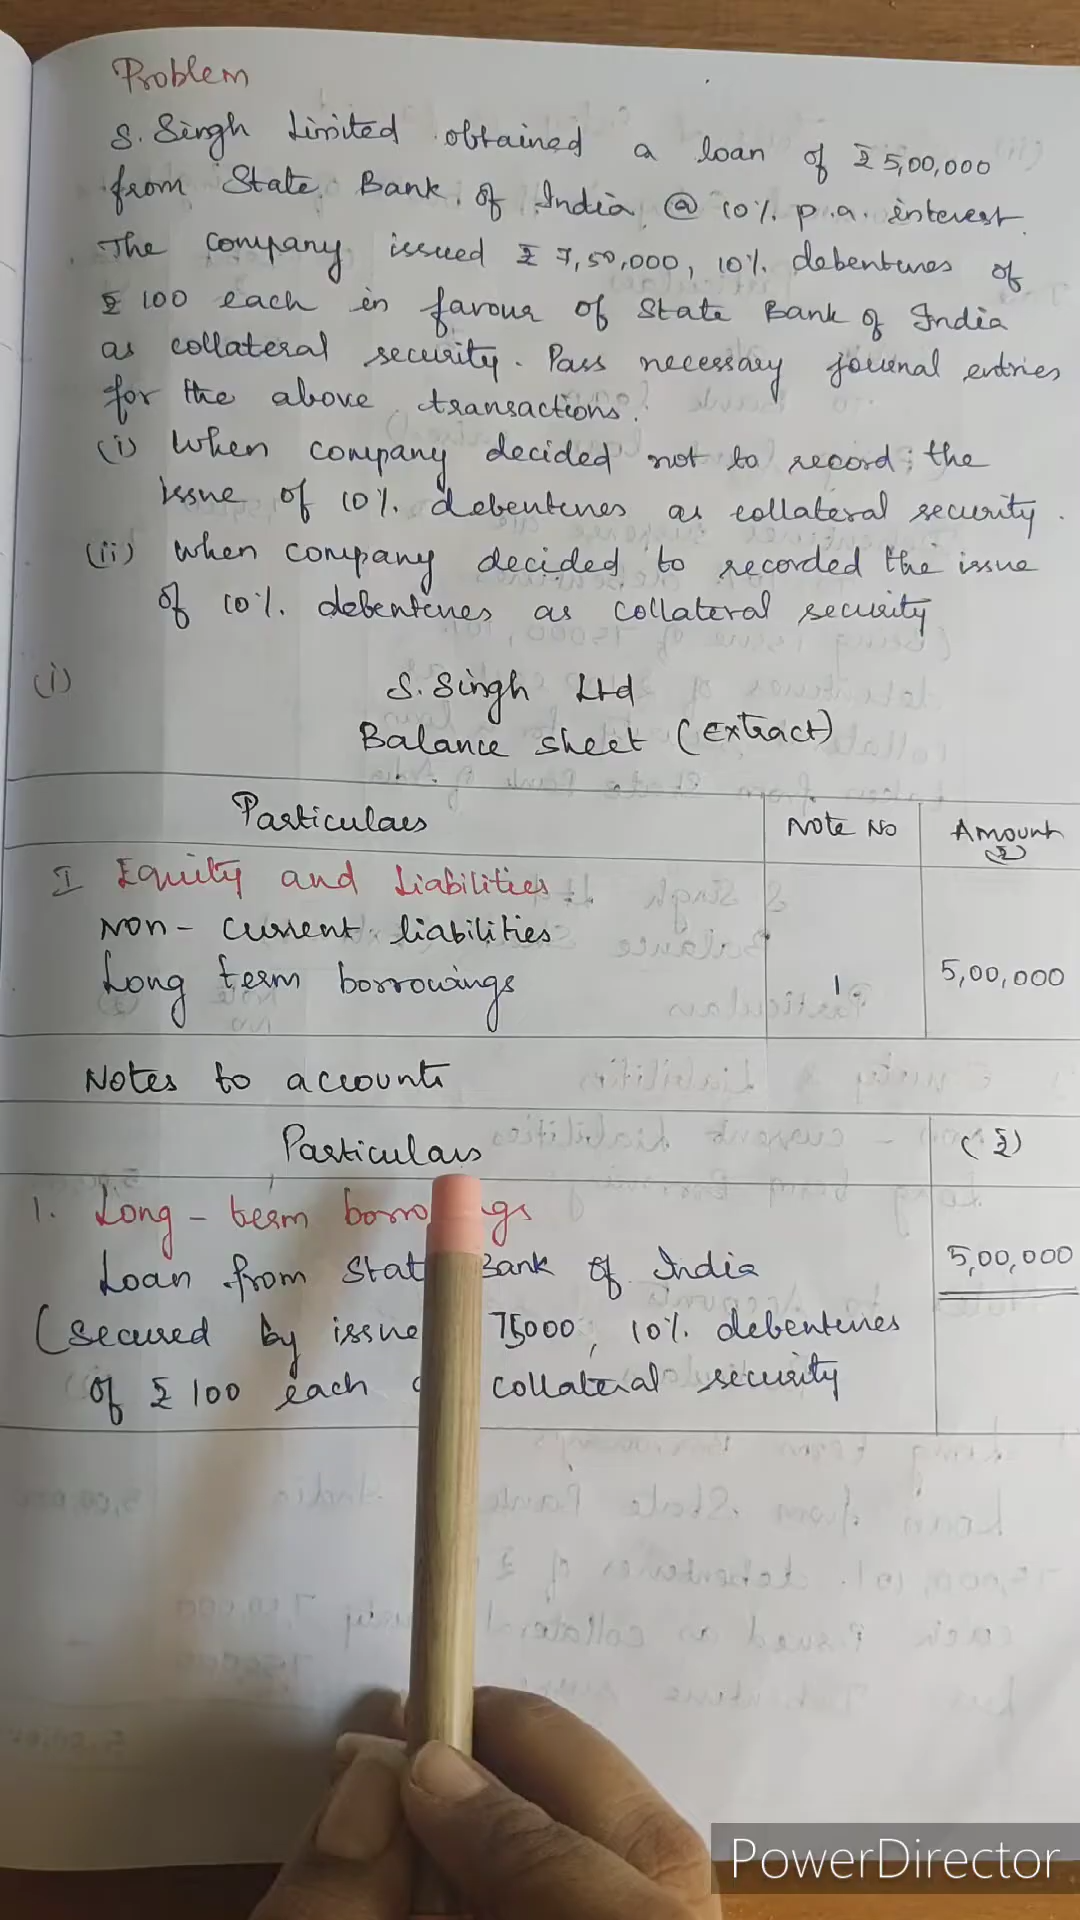 Problem
S. Singh Limited obtained a loan of ₹ 5,00,000
from State Bank of India @ 10% p.a. interest.
The company issued ₹ 7,50,000, 10% debentures of
₹ 100 each in favour of State Bank of India
as collateral security. Pass necessary journal entries
for the above transactions.
(i) When company decided not to record the
issue of 10% debentures as collateral security.
(ii) When company decided to recorded the issue
of 10% debentures as collateral security
(i) S. Singh Ltd
Balance sheet (extract)
Particulars Note No Amount (₹)
I Equity and Liabilities
Non-current liabilities
Long term borrowings 1. 5,00,000
Notes to accounts
Particulars (₹)
1. Long-term
Loan from Bank of India 5,00,000
(secured by issue 75000, 10% debentures
of ₹ 100 each collateral security
PowerDirector